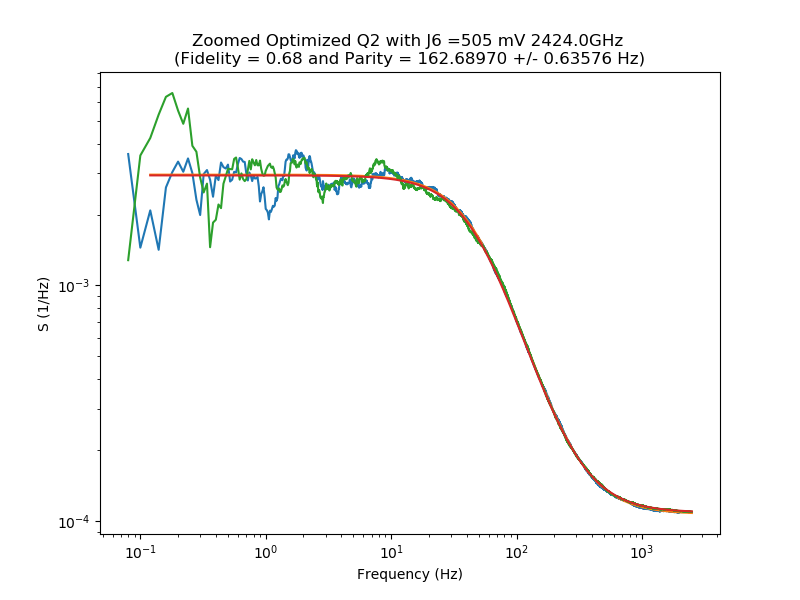 Zoomed Optimized Q2 with J6 =505 mV 2424.0GHz
(Fidelity = 0.68 and Parity = 162.68970 +/- 0.63576 Hz)
S (1/Hz)
10⁻³
10⁻⁴
10⁻¹ 10⁰ 10¹ 10² 10³
Frequency (Hz)